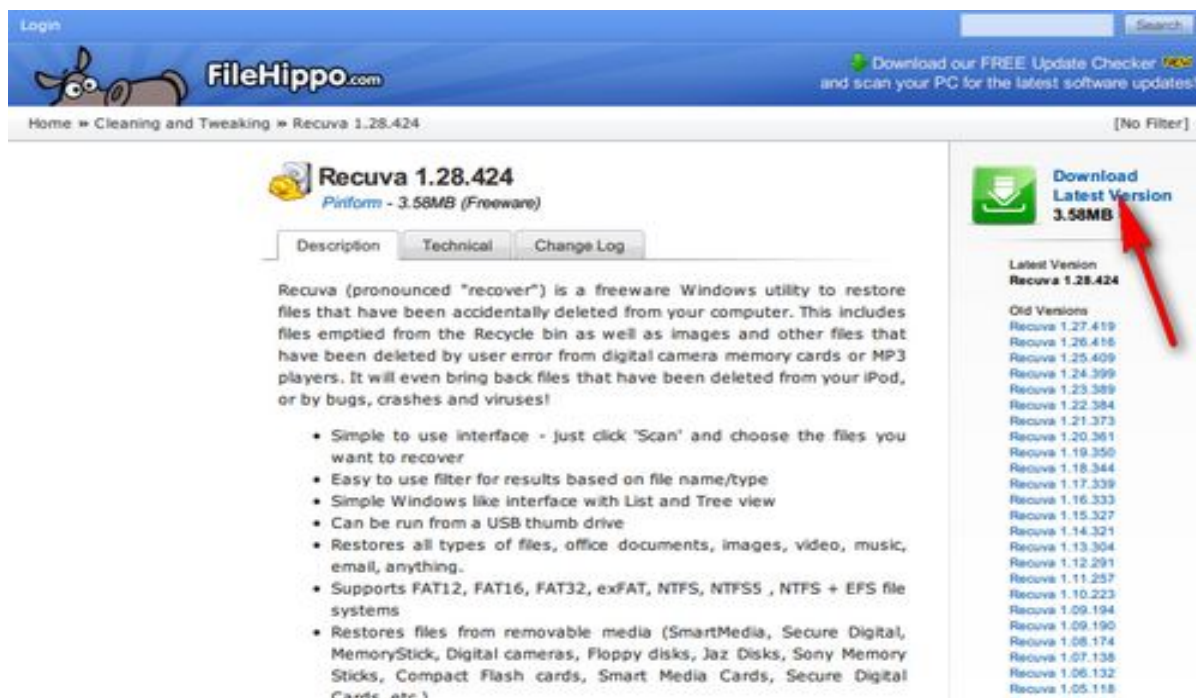 Login
Search
FileHippo.com
Download our FREE Update Checker NEW
and scan your PC for the latest software updates
Home » Cleaning and Tweaking » Recuva 1.28.424
[No Filter]
Recuva 1.28.424
Piriform - 3.58MB (Freeware)
Description
Technical
Change Log
Recuva (pronounced "recover") is a freeware Windows utility to restore
files that have been accidentally deleted from your computer. This includes
files emptied from the Recycle bin as well as images and other files that
have been deleted by user error from digital camera memory cards or MP3
players. It will even bring back files that have been deleted from your iPod,
or by bugs, crashes and viruses!
• Simple to use interface - just click 'Scan' and choose the files you
want to recover
• Easy to use filter for results based on file name/type
• Simple Windows like interface with List and Tree view
• Can be run from a USB thumb drive
• Restores all types of files, office documents, images, video, music,
email, anything.
• Supports FAT12, FAT16, FAT32, exFAT, NTFS, NTFS5 , NTFS + EFS file
systems
• Restores files from removable media (SmartMedia, Secure Digital,
MemoryStick, Digital cameras, Floppy disks, Jaz Disks, Sony Memory
Sticks, Compact Flash cards, Smart Media Cards, Secure Digital
Cards, etc.)
Download
Latest Version
3.58MB
Latest Version
Recuva 1.28.424
Old Versions
Recuva 1.27.419
Recuva 1.26.416
Recuva 1.25.409
Recuva 1.24.399
Recuva 1.23.389
Recuva 1.22.384
Recuva 1.21.373
Recuva 1.20.361
Recuva 1.19.350
Recuva 1.18.344
Recuva 1.17.339
Recuva 1.16.333
Recuva 1.15.327
Recuva 1.14.321
Recuva 1.13.304
Recuva 1.12.291
Recuva 1.11.257
Recuva 1.10.223
Recuva 1.09.194
Recuva 1.09.190
Recuva 1.08.174
Recuva 1.07.138
Recuva 1.06.132
Recuva 1.05.118